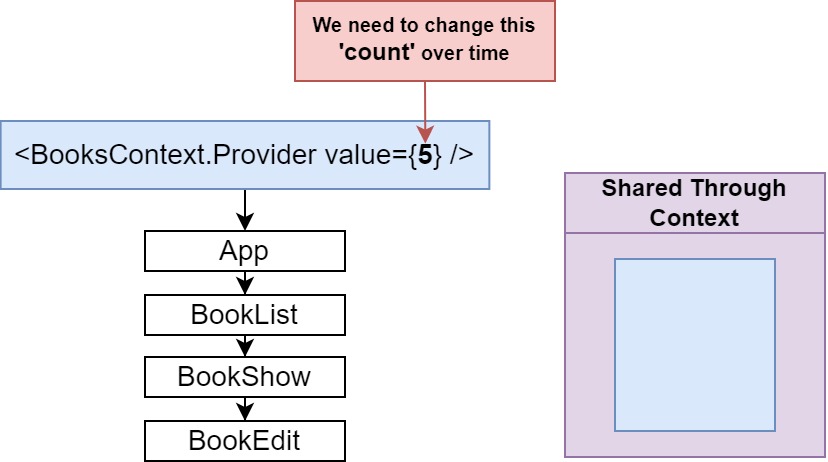 We need to change this
'count' over time
<BooksContext.Provider value={5} />
App
BookList
BookShow
BookEdit
Shared Through
Context